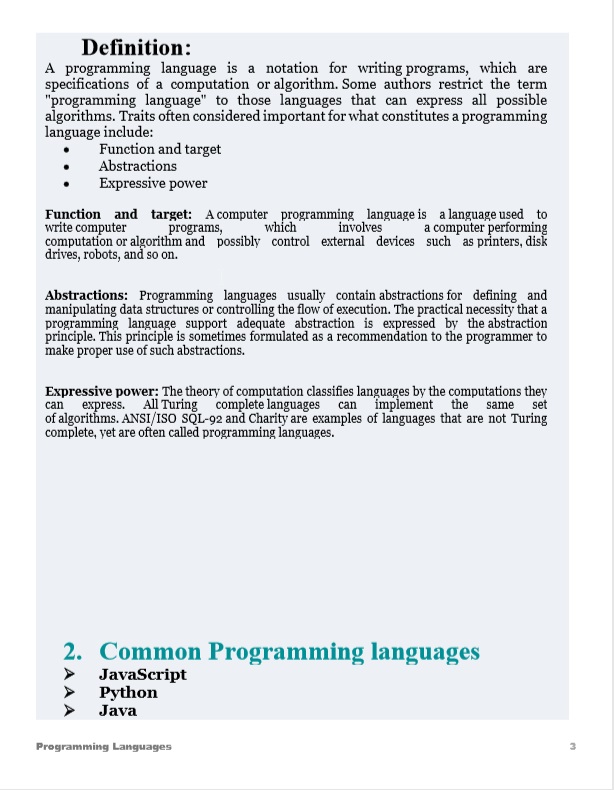 Definition:
A programming language is a notation for writing programs, which are
specifications of a computation or algorithm. Some authors restrict the term
"programming language" to those languages that can express all possible
algorithms. Traits often considered important for what constitutes a programming
language include:
• Function and target
• Abstractions
• Expressive power
Function and target: A computer programming language is a language used to
write computer programs, which involves a computer performing
computation or algorithm and possibly control external devices such as printers, disk
drives, robots, and so on.
Abstractions: Programming languages usually contain abstractions for defining and
manipulating data structures or controlling the flow of execution. The practical necessity that a
programming language support adequate abstraction is expressed by the abstraction
principle. This principle is sometimes formulated as a recommendation to the programmer to
make proper use of such abstractions.
Expressive power: The theory of computation classifies languages by the computations they
can express. All Turing complete languages can implement the same set
of algorithms. ANSI/ISO SQL-92 and Charity are examples of languages that are not Turing
complete, yet are often called programming languages.
2. Common Programming languages
➢ JavaScript
➢ Python
➢ Java
Programming Languages 3